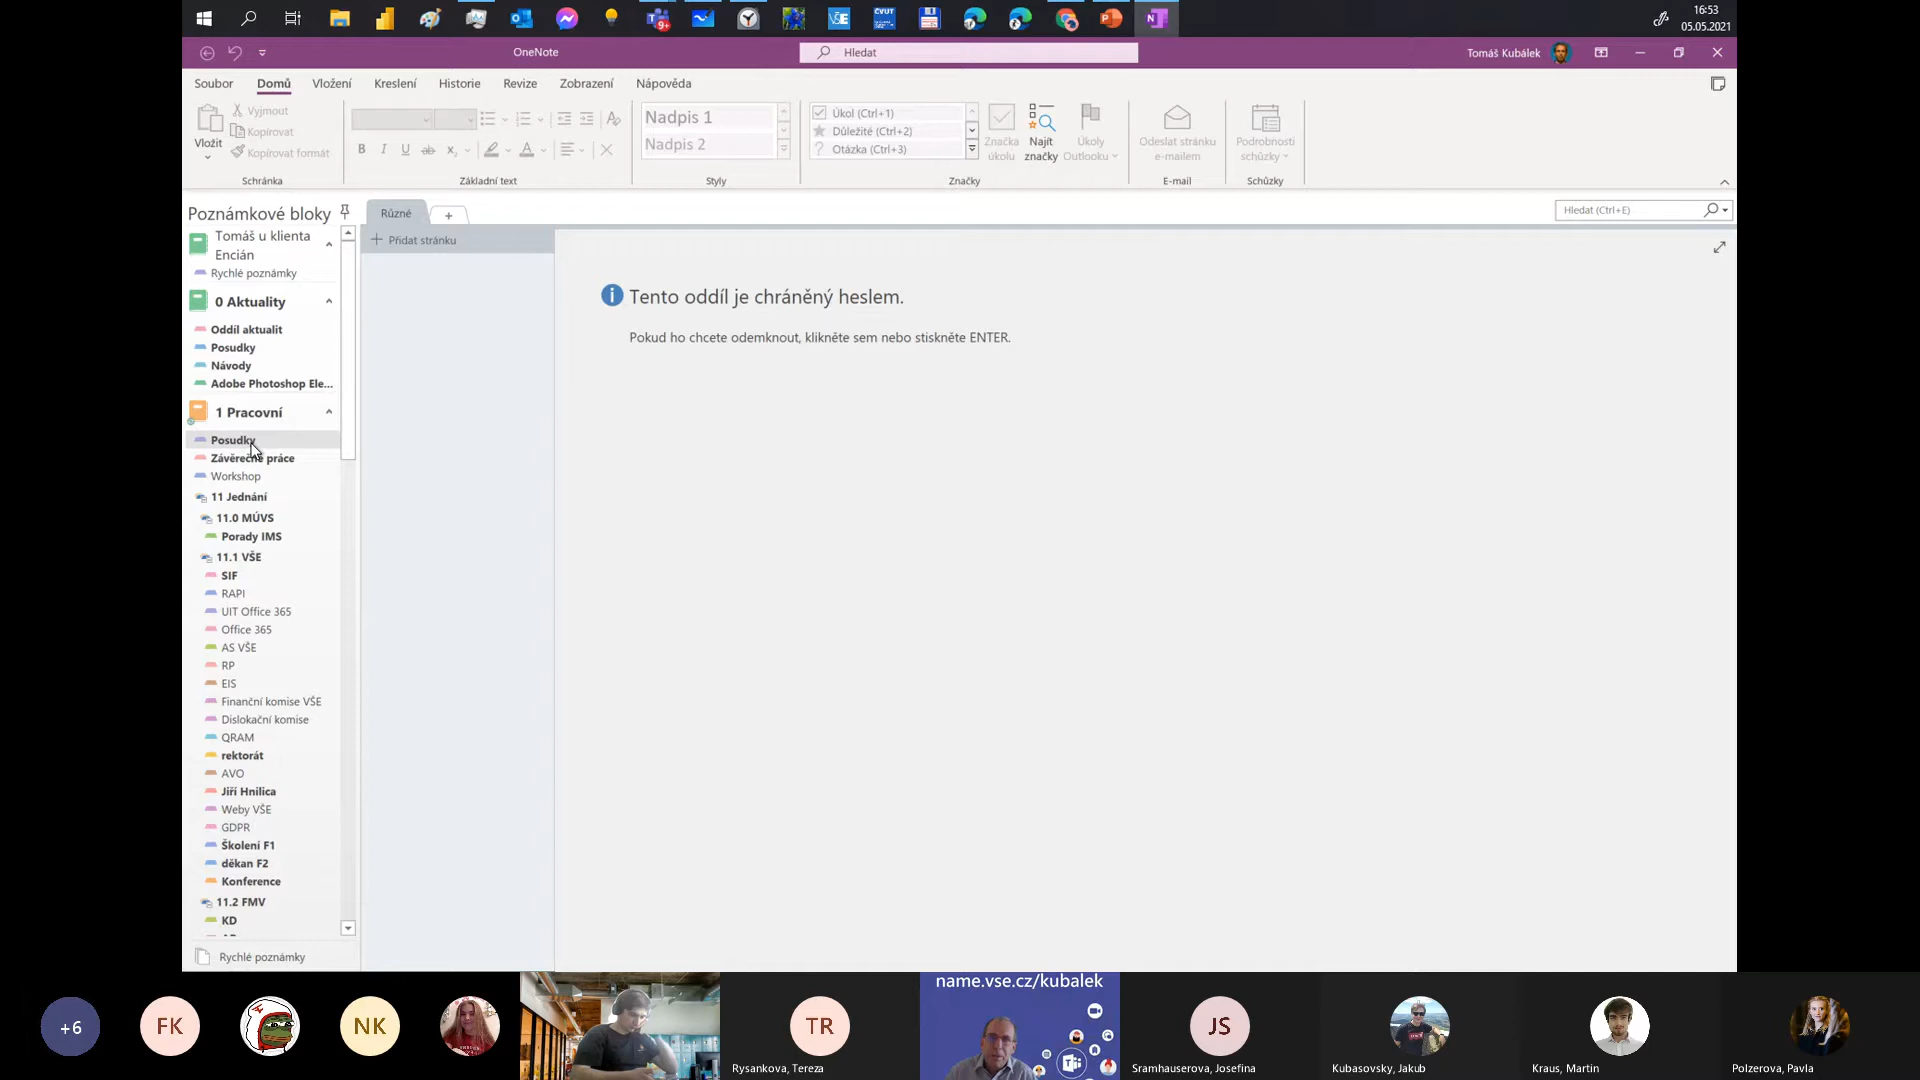 16:53
05.05.2021
OneNote
Hledat
Tomáš Kubálek
Soubor
Domů
Vložení
Kreslení
Historie
Revize
Zobrazení
Nápověda
Vložit
Vyjmout
Kopírovat
Kopírovat formát
Schránka
Základní text
Nadpis 1
Nadpis 2
Styly
Úkol (Ctrl+1)
Důležité (Ctrl+2)
Otázka (Ctrl+3)
Značka
úkolu
Najít
značky
Úkoly
Outlooku
Značky
Odeslat stránku
e-mailem
E-mail
Podrobnosti
schůzky
Schůzky
Poznámkové bloky
Různé
Hledat (Ctrl+E)
Přidat stránku
Tomáš u klienta
Encián
Rychlé poznámky
0 Aktuality
Oddíl aktualit
Posudky
Návody
Adobe Photoshop Ele...
1 Pracovní
Posudky
Závěrečné práce
Workshop
11 Jednání
11.0 MÚVS
Porady IMS
11.1 VŠE
SIF
RAPI
UIT Office 365
Office 365
AS VŠE
RP
EIS
Finanční komise VŠE
Dislokační komise
QRAM
rektorát
AVO
Jiří Hnilica
Weby VŠE
GDPR
Školení F1
děkan F2
Konference
11.2 FMV
KD
Rychlé poznámky
Tento oddíl je chráněný heslem.
Pokud ho chcete odemknout, klikněte sem nebo stiskněte ENTER.
+6
FK
NK
TR
Rysankova, Tereza
name.vse.cz/kubalek
JS
Sramhauserova, Josefina
Kubasovsky, Jakub
Kraus, Martin
Polzerova, Pavla